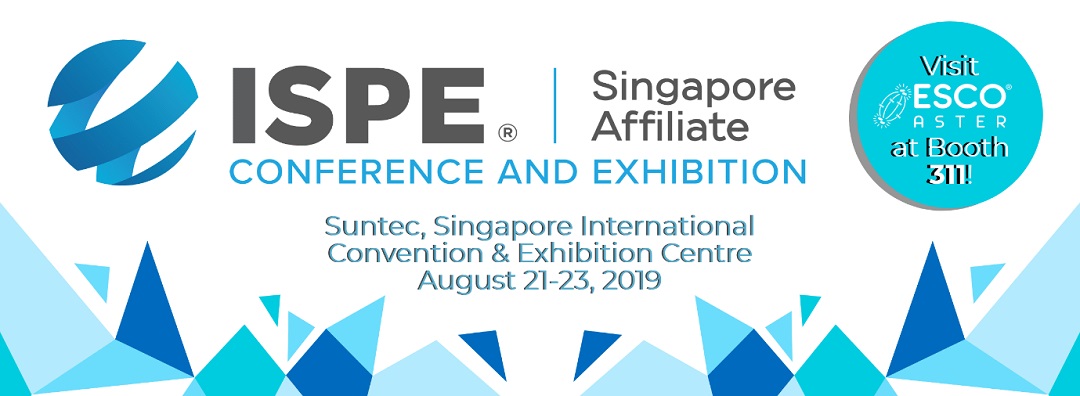 ISPE®
Singapore
Affiliate
CONFERENCE AND EXHIBITION
Suntec, Singapore International
Convention & Exhibition Centre
August 21-23, 2019
Visit
ESCO®
ASTER
at Booth
311!